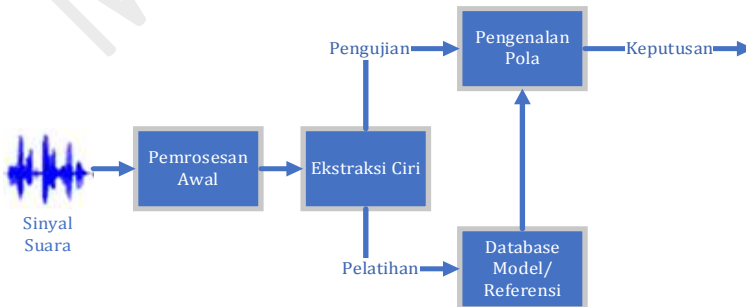 Sinyal
Suara
Pemrosesan
Awal
Ekstraksi Ciri
Pengujian
Pengenalan
Pola
Keputusan
Pelatihan
Database
Model/
Referensi